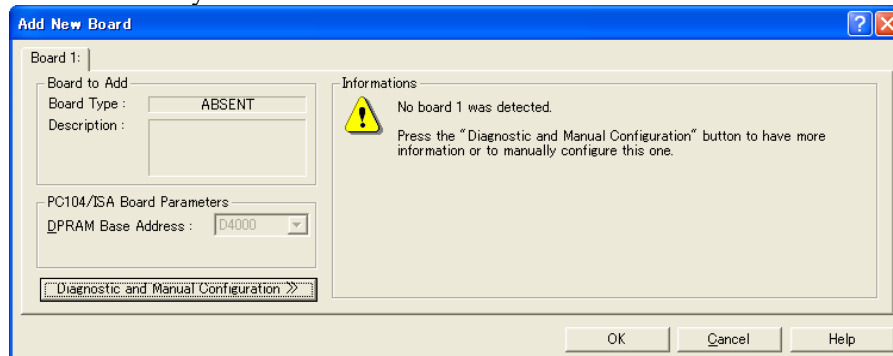 Add New Board
Board 1:
Board to Add
Board Type : ABSENT
Description :
PC104/ISA Board Parameters
DPRAM Base Address : D4000
Diagnostic and Manual Configuration >>
Informations
No board 1 was detected.
Press the "Diagnostic and Manual Configuration" button to have more
information or to manually configure this one.
OK Cancel Help